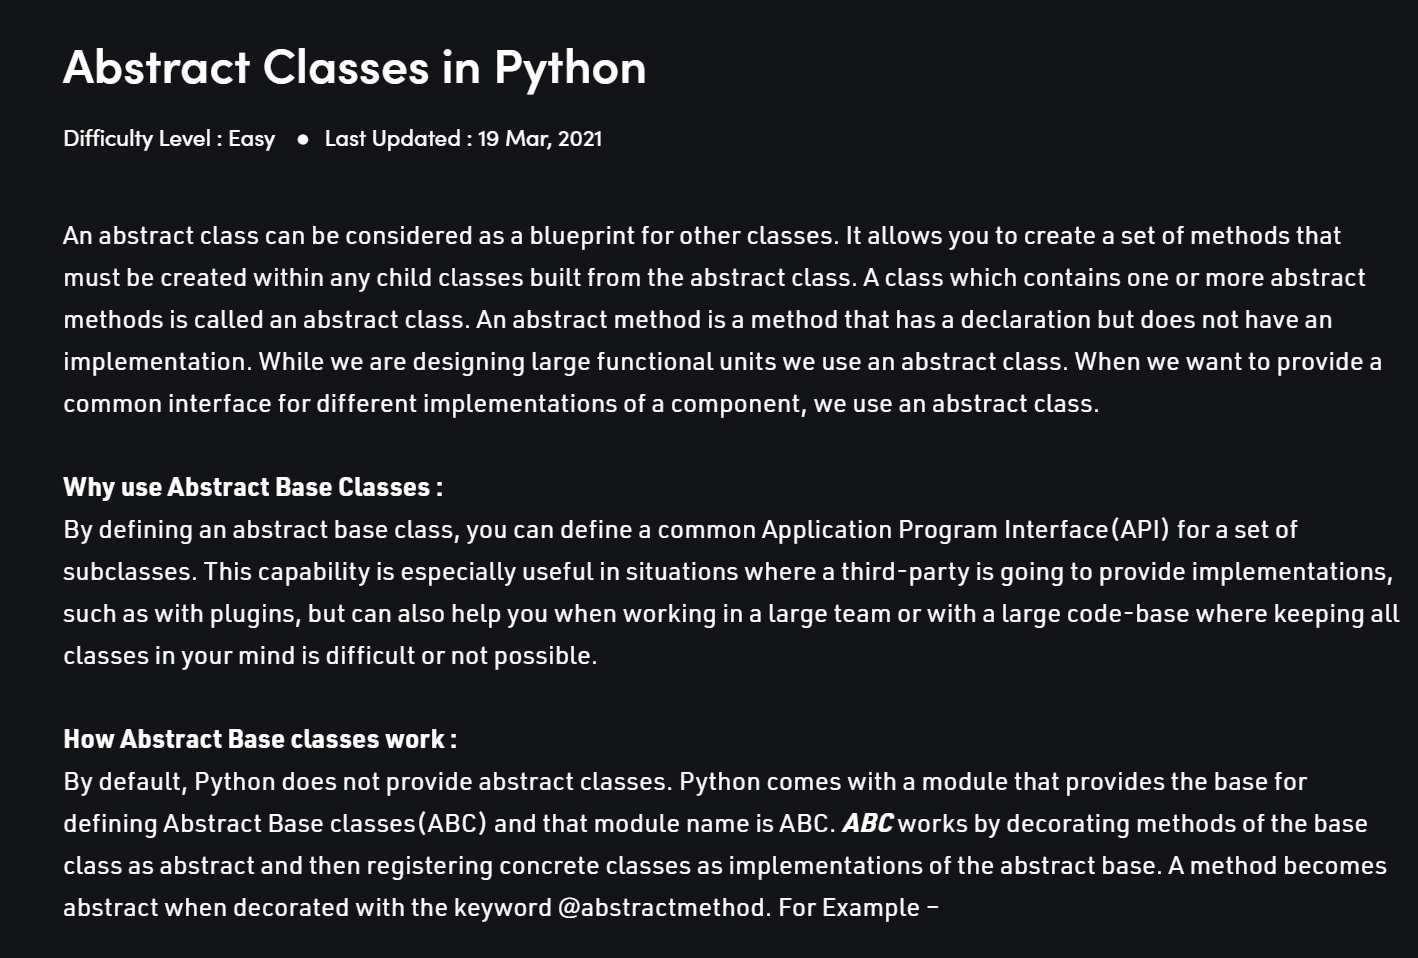 Abstract Classes in Python
Difficulty Level : Easy ● Last Updated : 19 Mar, 2021
An abstract class can be considered as a blueprint for other classes. It allows you to create a set of methods that
must be created within any child classes built from the abstract class. A class which contains one or more abstract
methods is called an abstract class. An abstract method is a method that has a declaration but does not have an
implementation. While we are designing large functional units we use an abstract class. When we want to provide a
common interface for different implementations of a component, we use an abstract class.
Why use Abstract Base Classes :
By defining an abstract base class, you can define a common Application Program Interface(API) for a set of
subclasses. This capability is especially useful in situations where a third-party is going to provide implementations,
such as with plugins, but can also help you when working in a large team or with a large code-base where keeping all
classes in your mind is difficult or not possible.
How Abstract Base classes work :
By default, Python does not provide abstract classes. Python comes with a module that provides the base for
defining Abstract Base classes(ABC) and that module name is ABC. ABC works by decorating methods of the base
class as abstract and then registering concrete classes as implementations of the abstract base. A method becomes
abstract when decorated with the keyword @abstractmethod. For Example –